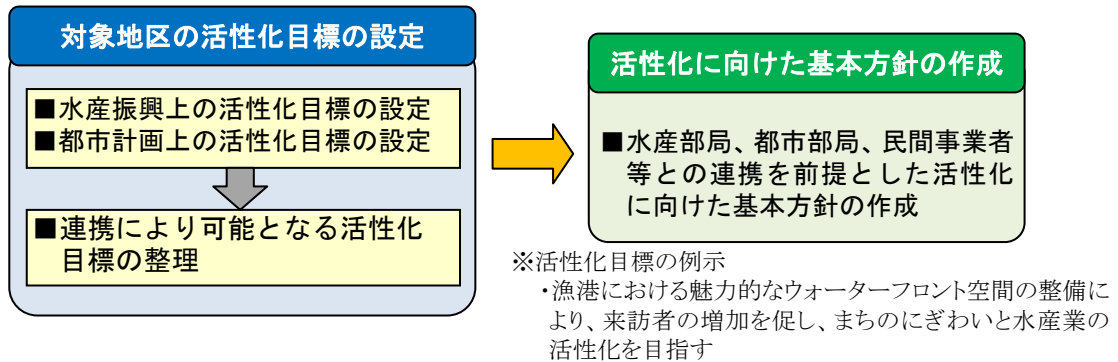 対象地区の活性化目標の設定
■水産振興上の活性化目標の設定
■都市計画上の活性化目標の設定
■連携により可能となる活性化
目標の整理
活性化に向けた基本方針の作成
■水産部局、都市部局、民間事業者
等との連携を前提とした活性化
に向けた基本方針の作成
※活性化目標の例示
・漁港における魅力的なウォーターフロント空間の整備に
より、来訪者の増加を促し、まちのにぎわいと水産業の
活性化を目指す